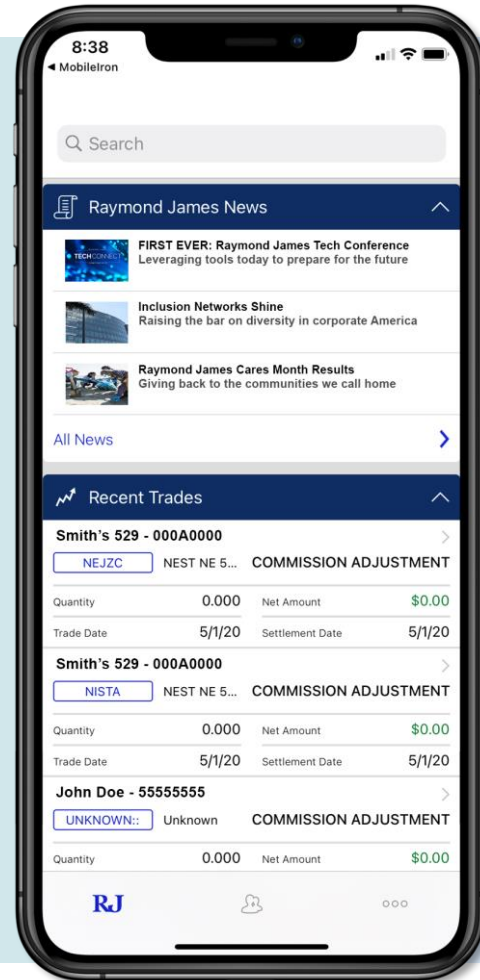 8:38
◀ MobileIron
Search
Raymond James News
FIRST EVER: Raymond James Tech Conference
Leveraging tools today to prepare for the future
TECHCONNECT
Inclusion Networks Shine
Raising the bar on diversity in corporate America
Raymond James Cares Month Results
Giving back to the communities we call home
All News
Recent Trades
Smith's 529 - 000A0000
NEJZC NEST NE 5... COMMISSION ADJUSTMENT
Quantity 0.000 Net Amount $0.00
Trade Date 5/1/20 Settlement Date 5/1/20
Smith's 529 - 000A0000
NISTA NEST NE 5... COMMISSION ADJUSTMENT
Quantity 0.000 Net Amount $0.00
Trade Date 5/1/20 Settlement Date 5/1/20
John Doe - 55555555
UNKNOWN:: Unknown COMMISSION ADJUSTMENT
Quantity 0.000 Net Amount $0.00
RJ